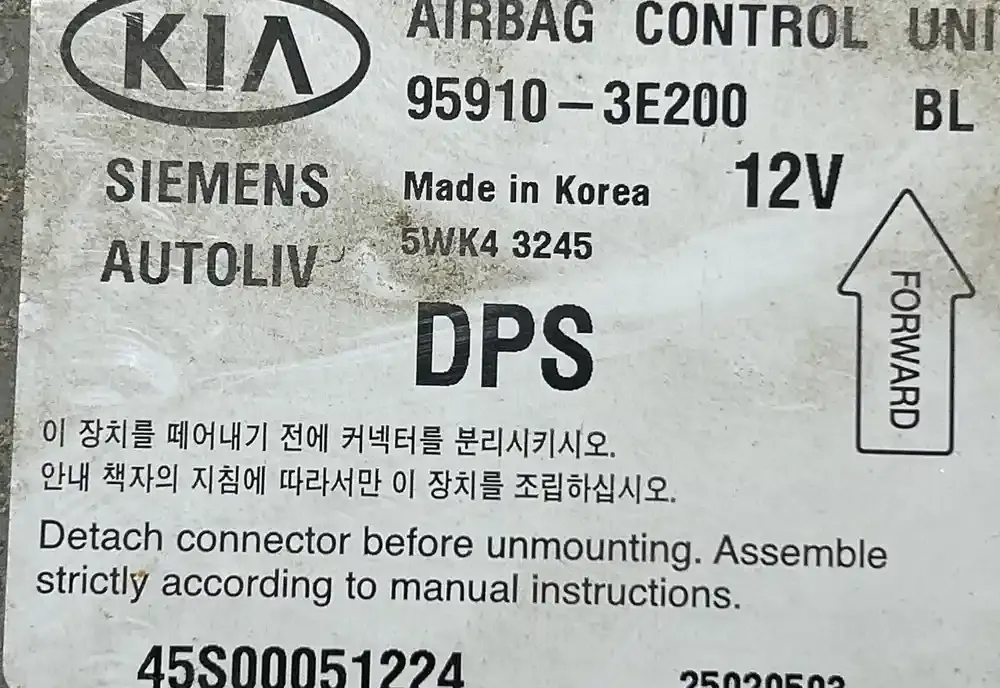 KIA
AIRBAG CONTROL UNI
95910-3E200 BL
SIEMENS
AUTOLIV
Made in Korea 12V
5WK4 3245
DPS
FORWARD
이 장치를 떼어내기 전에 커넥터를 분리시키시오.
안내 책자의 지침에 따라서만 이 장치를 조립하십시오.
Detach connector before unmounting. Assemble
strictly according to manual instructions.
45S00051224